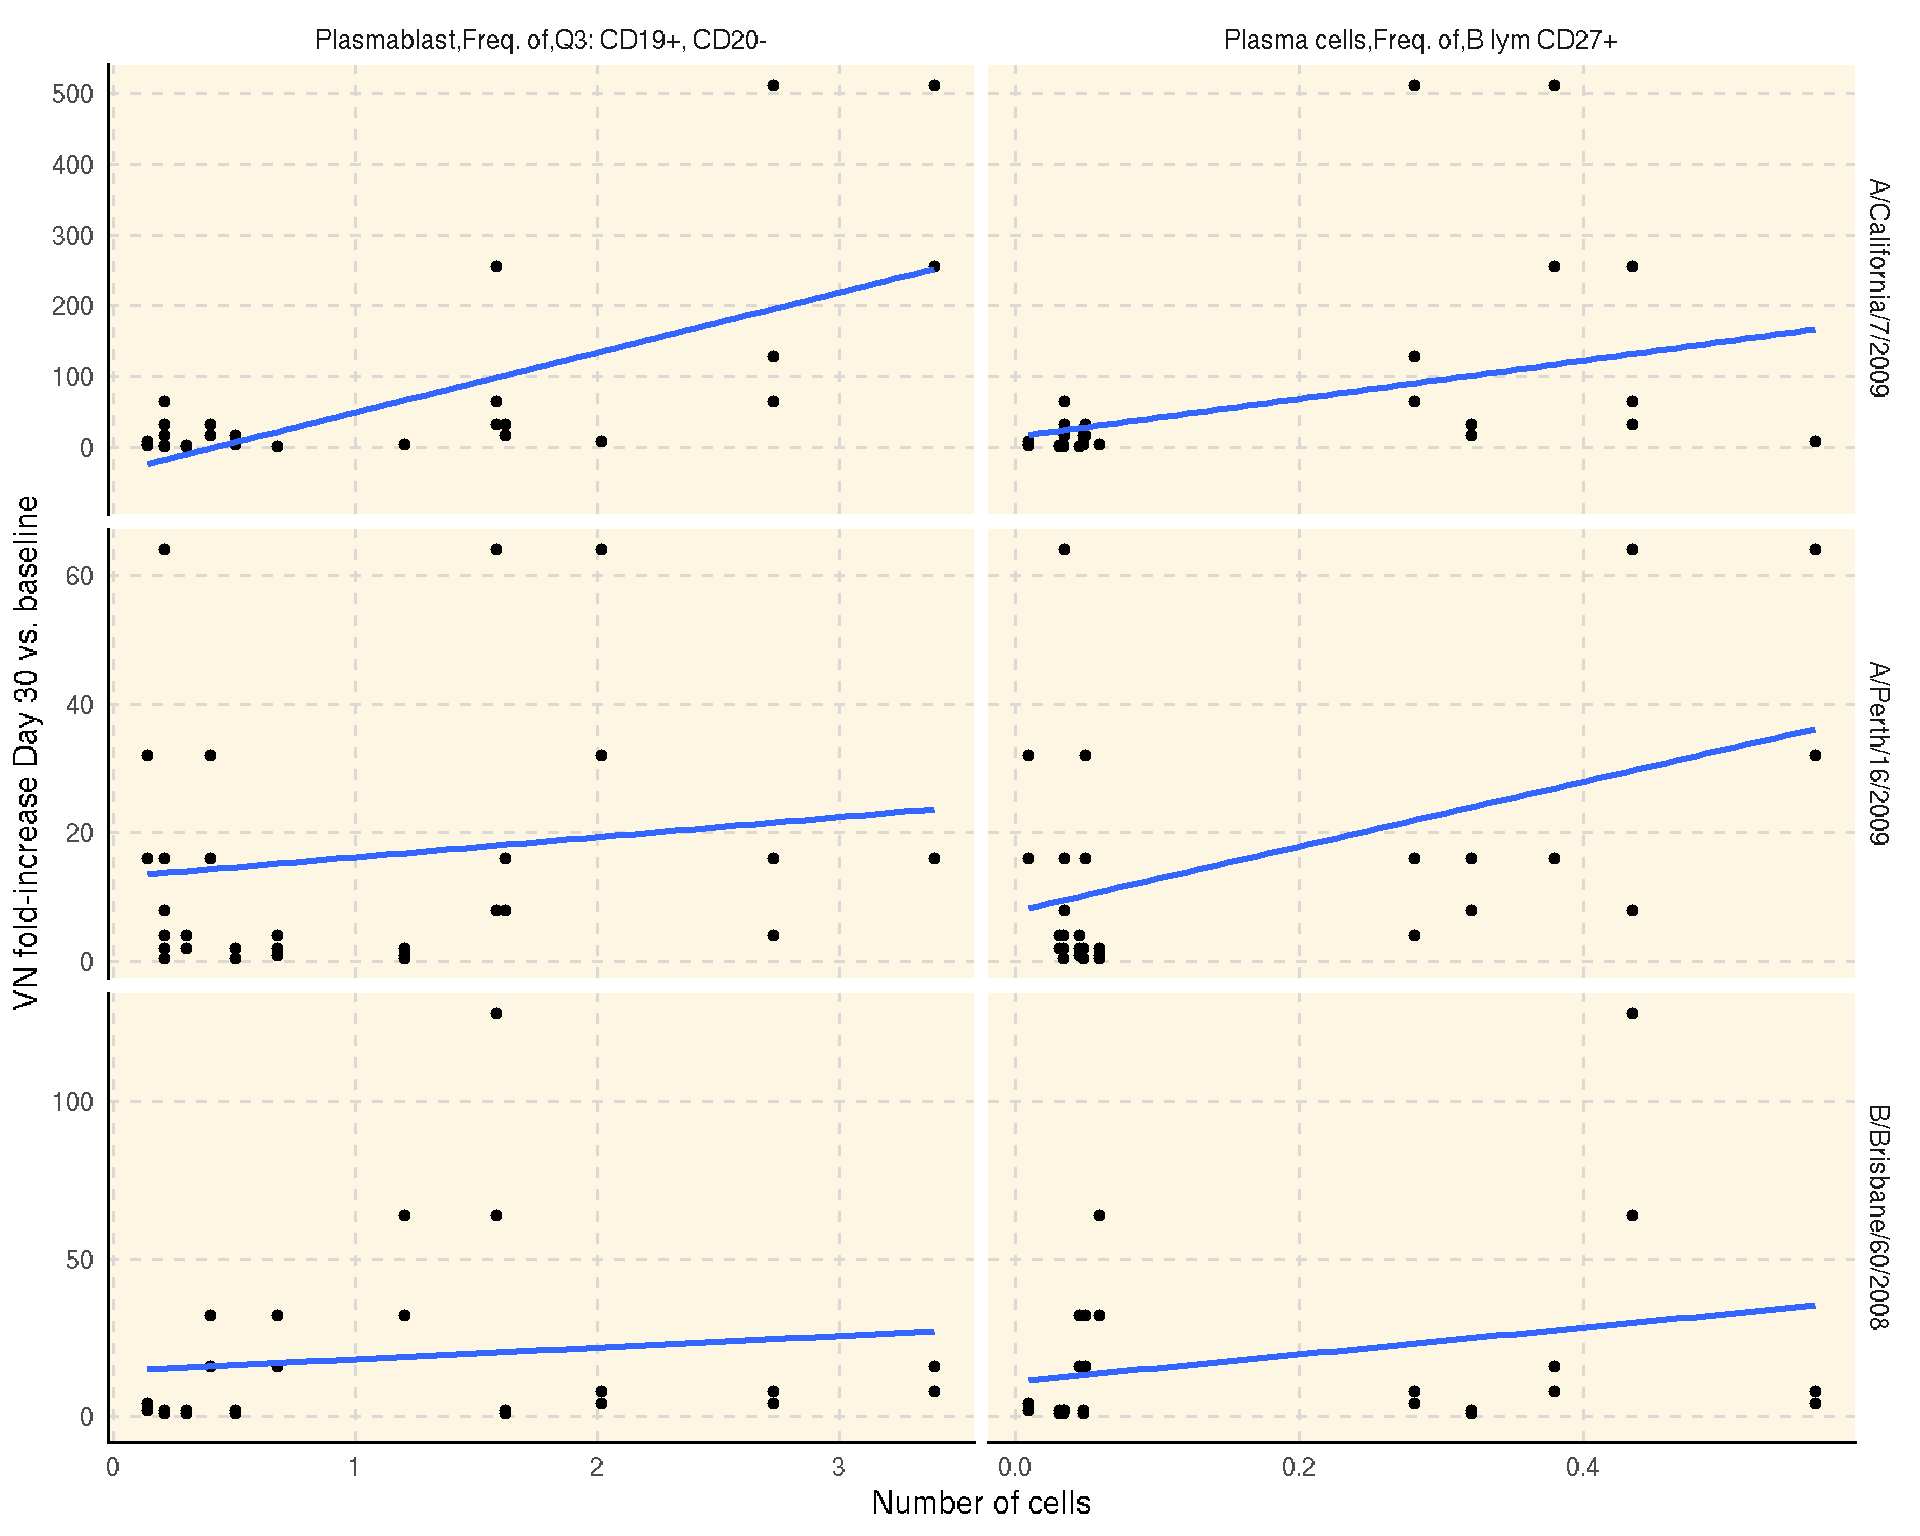 Plasmablast,Freq. of,Q3: CD19+, CD20-
Plasma cells,Freq. of,B lym CD27+
VN fold-increase Day 30 vs. baseline
500
400
300
200
100
0
A/California/7/2009
60
40
20
0
A/Perth/16/2009
100
50
0
B/Brisbane/60/2008
0 1 2 3
0.0 0.2 0.4
Number of cells